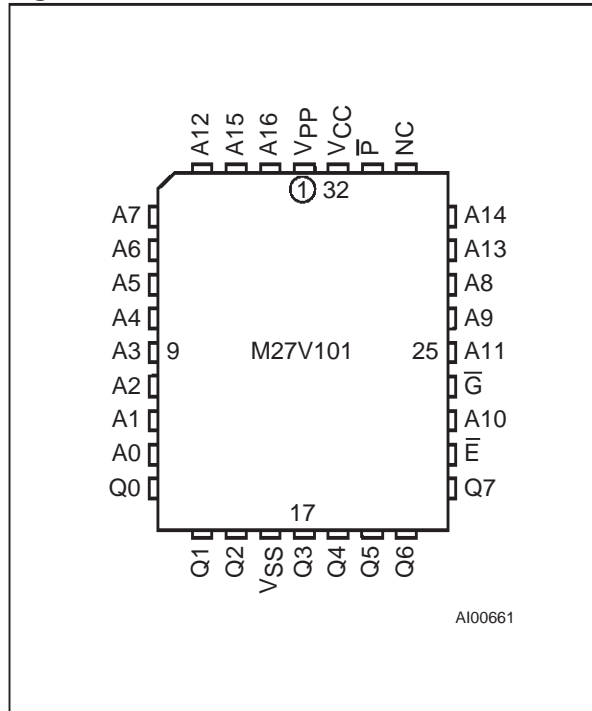 A12 A15 A16 VPP VCC P̅ NC
1 32
A7 A14
A6 A13
A5 A8
A4 A9
A3 9 M27V101 25 A11
A2 G̅
A1 A10
A0 E̅
Q0 Q7
17
Q1 Q2 VSS Q3 Q4 Q5 Q6
AI00661